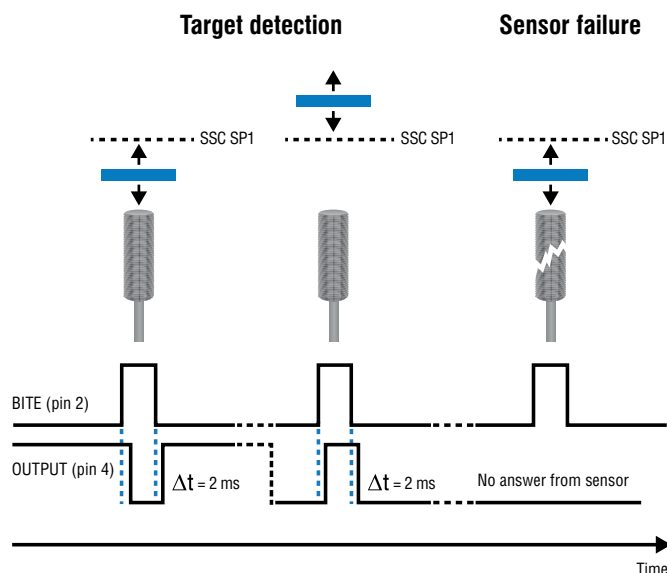 Target detection
Sensor failure
SSC SP1
SSC SP1
SSC SP1
BITE (pin 2)
OUTPUT (pin 4)
Δt = 2 ms
Δt = 2 ms
No answer from sensor
Time